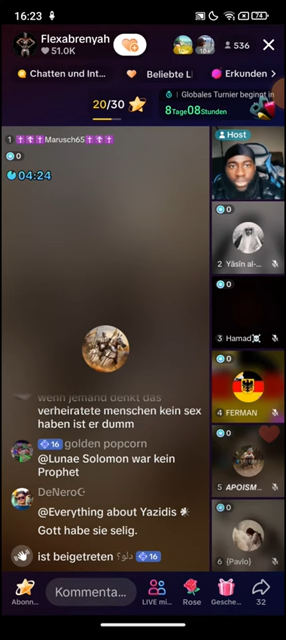 16:23
74
Flexabrenyah
51.0K
536
Chatten und Int...
Beliebte L
Erkunden
20/30
Globales Turnier beginnt in
8Tage08Stunden
1 ✝️✝️✝️Marusch65✝️✝️✝️
0
04:24
Host
0
2 Yāsīn al-...
0
3 Hamad☠️
0
4 FERMAN
0
5 APOISM...
0
6 {Pavlo}
wenn jemand denkt das
verheiratete menschen kein sex
haben ist er dumm
16 golden popcorn
@Lunae Solomon war kein
Prophet
DeNero☪
@Everything about Yazidis
Gott habe sie selig.
ist beigetreten دلو؟ 16
Abonn...
Kommenta...
LIVE mi...
Rose
Gesche...
32